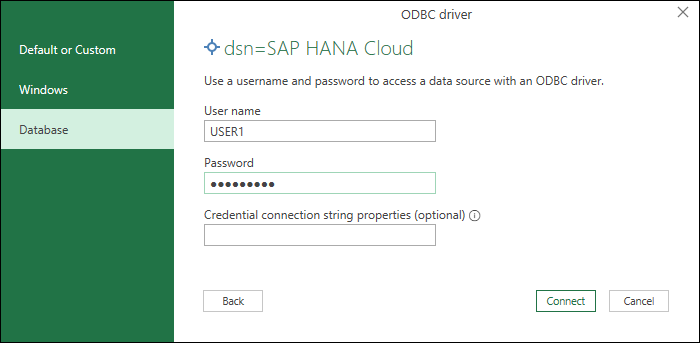 ODBC driver
Default or Custom
Windows
Database
dsn=SAP HANA Cloud
Use a username and password to access a data source with an ODBC driver.
User name
USER1
Password
●●●●●●●●●
Credential connection string properties (optional)
Back
Connect
Cancel